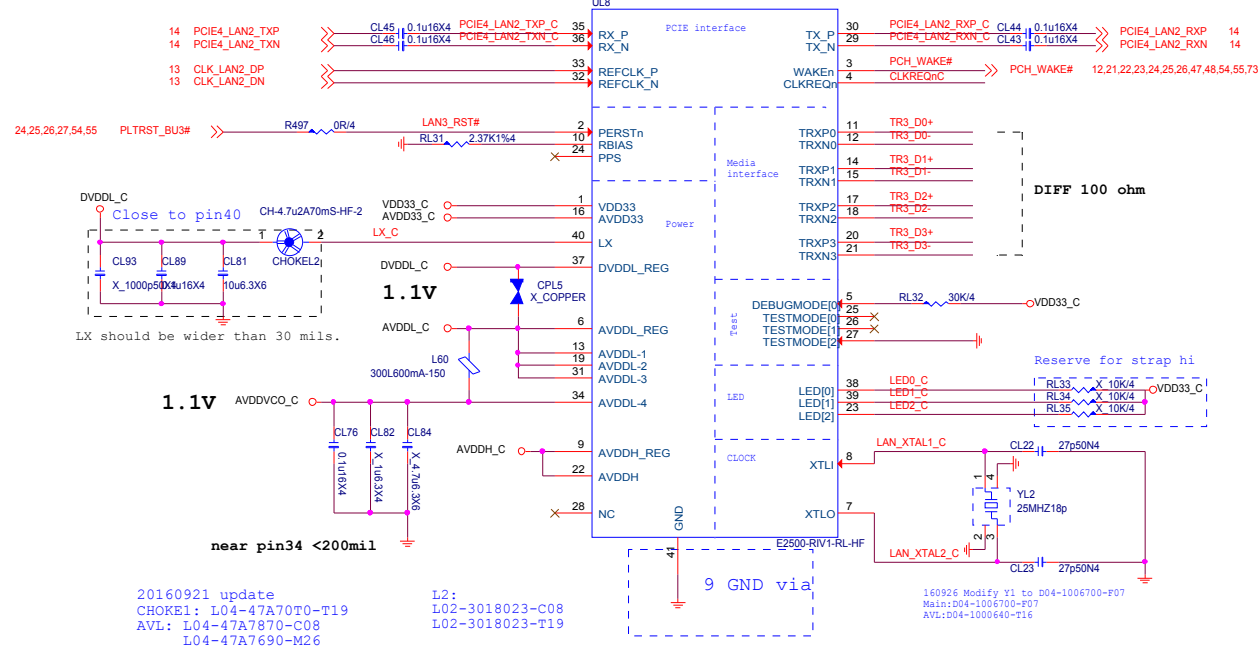 UL8
PCIE interface
14 PCIE4_LAN2_TXP CL45 0.1u16X4 PCIE4_LAN2_TXP_C 35 RX_P
14 PCIE4_LAN2_TXN CL46 0.1u16X4 PCIE4_LAN2_TXN_C 36 RX_N
TX_P 30 PCIE4_LAN2_RXP_C CL44 0.1u16X4 PCIE4_LAN2_RXP 14
TX_N 29 PCIE4_LAN2_RXN_C CL43 0.1u16X4 PCIE4_LAN2_RXN 14
13 CLK_LAN2_DP 33 REFCLK_P
13 CLK_LAN2_DN 32 REFCLK_N
WAKEn 3 PCH_WAKE# PCH_WAKE# 12,21,22,23,24,25,26,47,48,54,55,73
CLKREQn 4 CLKREQnC
24,25,26,27,54,55 PLTRST_BU3# R497 0R/4 LAN3_RST# 2 PERSTn
RL31 2.37K1%4 10 RBIAS
24 PPS
Media
interface
TRXP0 11 TR3_D0+
TRXN0 12 TR3_D0-
TRXP1 14 TR3_D1+
TRXN1 15 TR3_D1-
TRXP2 17 TR3_D2+
TRXN2 18 TR3_D2-
TRXP3 20 TR3_D3+
TRXN3 21 TR3_D3-
DIFF 100 ohm
DVDDL_C
Close to pin40
CH-4.7u2A70mS-HF-2
1 2
CHOKEL2
LX_C 40 LX
VDD33_C 1 VDD33
AVDD33_C 16 AVDD33
Power
CL93
X_1000p50X4
CL89
0.1u16X4
CL81
10u6.3X6
LX should be wider than 30 mils.
DVDDL_C 37 DVDDL_REG
1.1V
CPL5
X_COPPER
AVDDL_C 6 AVDDL_REG
13 AVDDL-1
19 AVDDL-2
31 AVDDL-3
L60
300L600mA-150
1.1V AVDDVCO_C 34 AVDDL-4
CL76
0.1u16X4
CL82
X_1u6.3X4
CL84
X_4.7u6.3X6
near pin34 <200mil
AVDDH_C 9 AVDDH_REG
22 AVDDH
28 NC
Test
DEBUGMODE[0] 5 RL32 30K/4 VDD33_C
TESTMODE[0] 25
TESTMODE[1] 26
TESTMODE[2] 27
Reserve for strap hi
LED
LED[0] 38 LED0_C RL33 X_10K/4 VDD33_C
LED[1] 39 LED1_C RL34 X_10K/4
LED[2] 23 LED2_C RL35 X_10K/4
CLOCK
XTLI 8 LAN_XTAL1_C CL22 27p50N4
1 4
YL2
25MHZ18p
2 3
XTLO 7 LAN_XTAL2_C CL23 27p50N4
GND
41
E2500-RIV1-RL-HF
9 GND via
20160921 update
CHOKE1: L04-47A70T0-T19
AVL: L04-47A7870-C08
L04-47A7690-M26
L2:
L02-3018023-C08
L02-3018023-T19
160926 Modify Y1 to D04-1006700-F07
Main:D04-1006700-F07
AVL:D04-1000640-T16